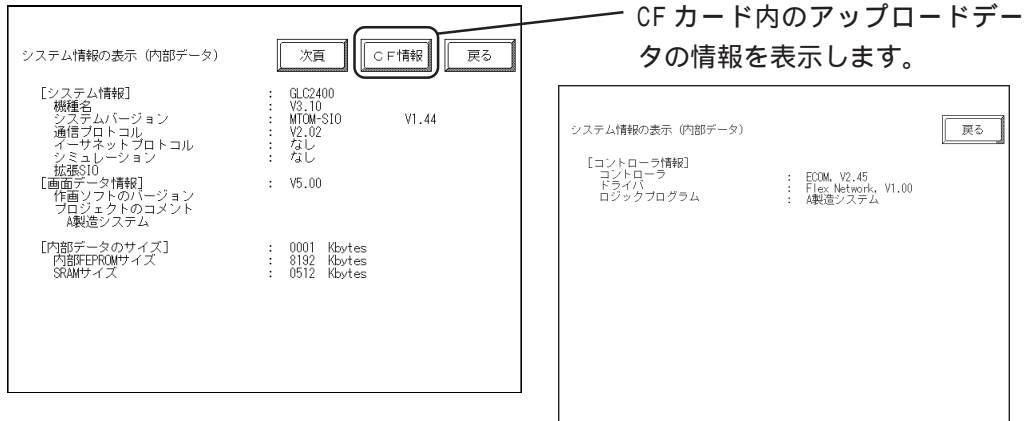 CFカード内のアップロードデー
タの情報を表示します。
システム情報の表示 (内部データ)
次頁
CF情報
戻る
[システム情報] : GLC2400
機種名 : V3.10
システムバージョン : MTOM-SIO V1.44
通信プロトコル : V2.02
イーサネットプロトコル : なし
シミュレーション : なし
拡張SIO
[画面データ情報] : V5.00
作画ソフトのバージョン
プロジェクトのコメント
A製造システム
[内部データのサイズ] : 0001 Kbytes
内部FEPROMサイズ : 8192 Kbytes
SRAMサイズ : 0512 Kbytes
システム情報の表示 (内部データ)
戻る
[コントローラ情報]
コントローラ : ECOM, V2.45
ドライバ : Flex Network, V1.00
ロジックプログラム : A製造システム